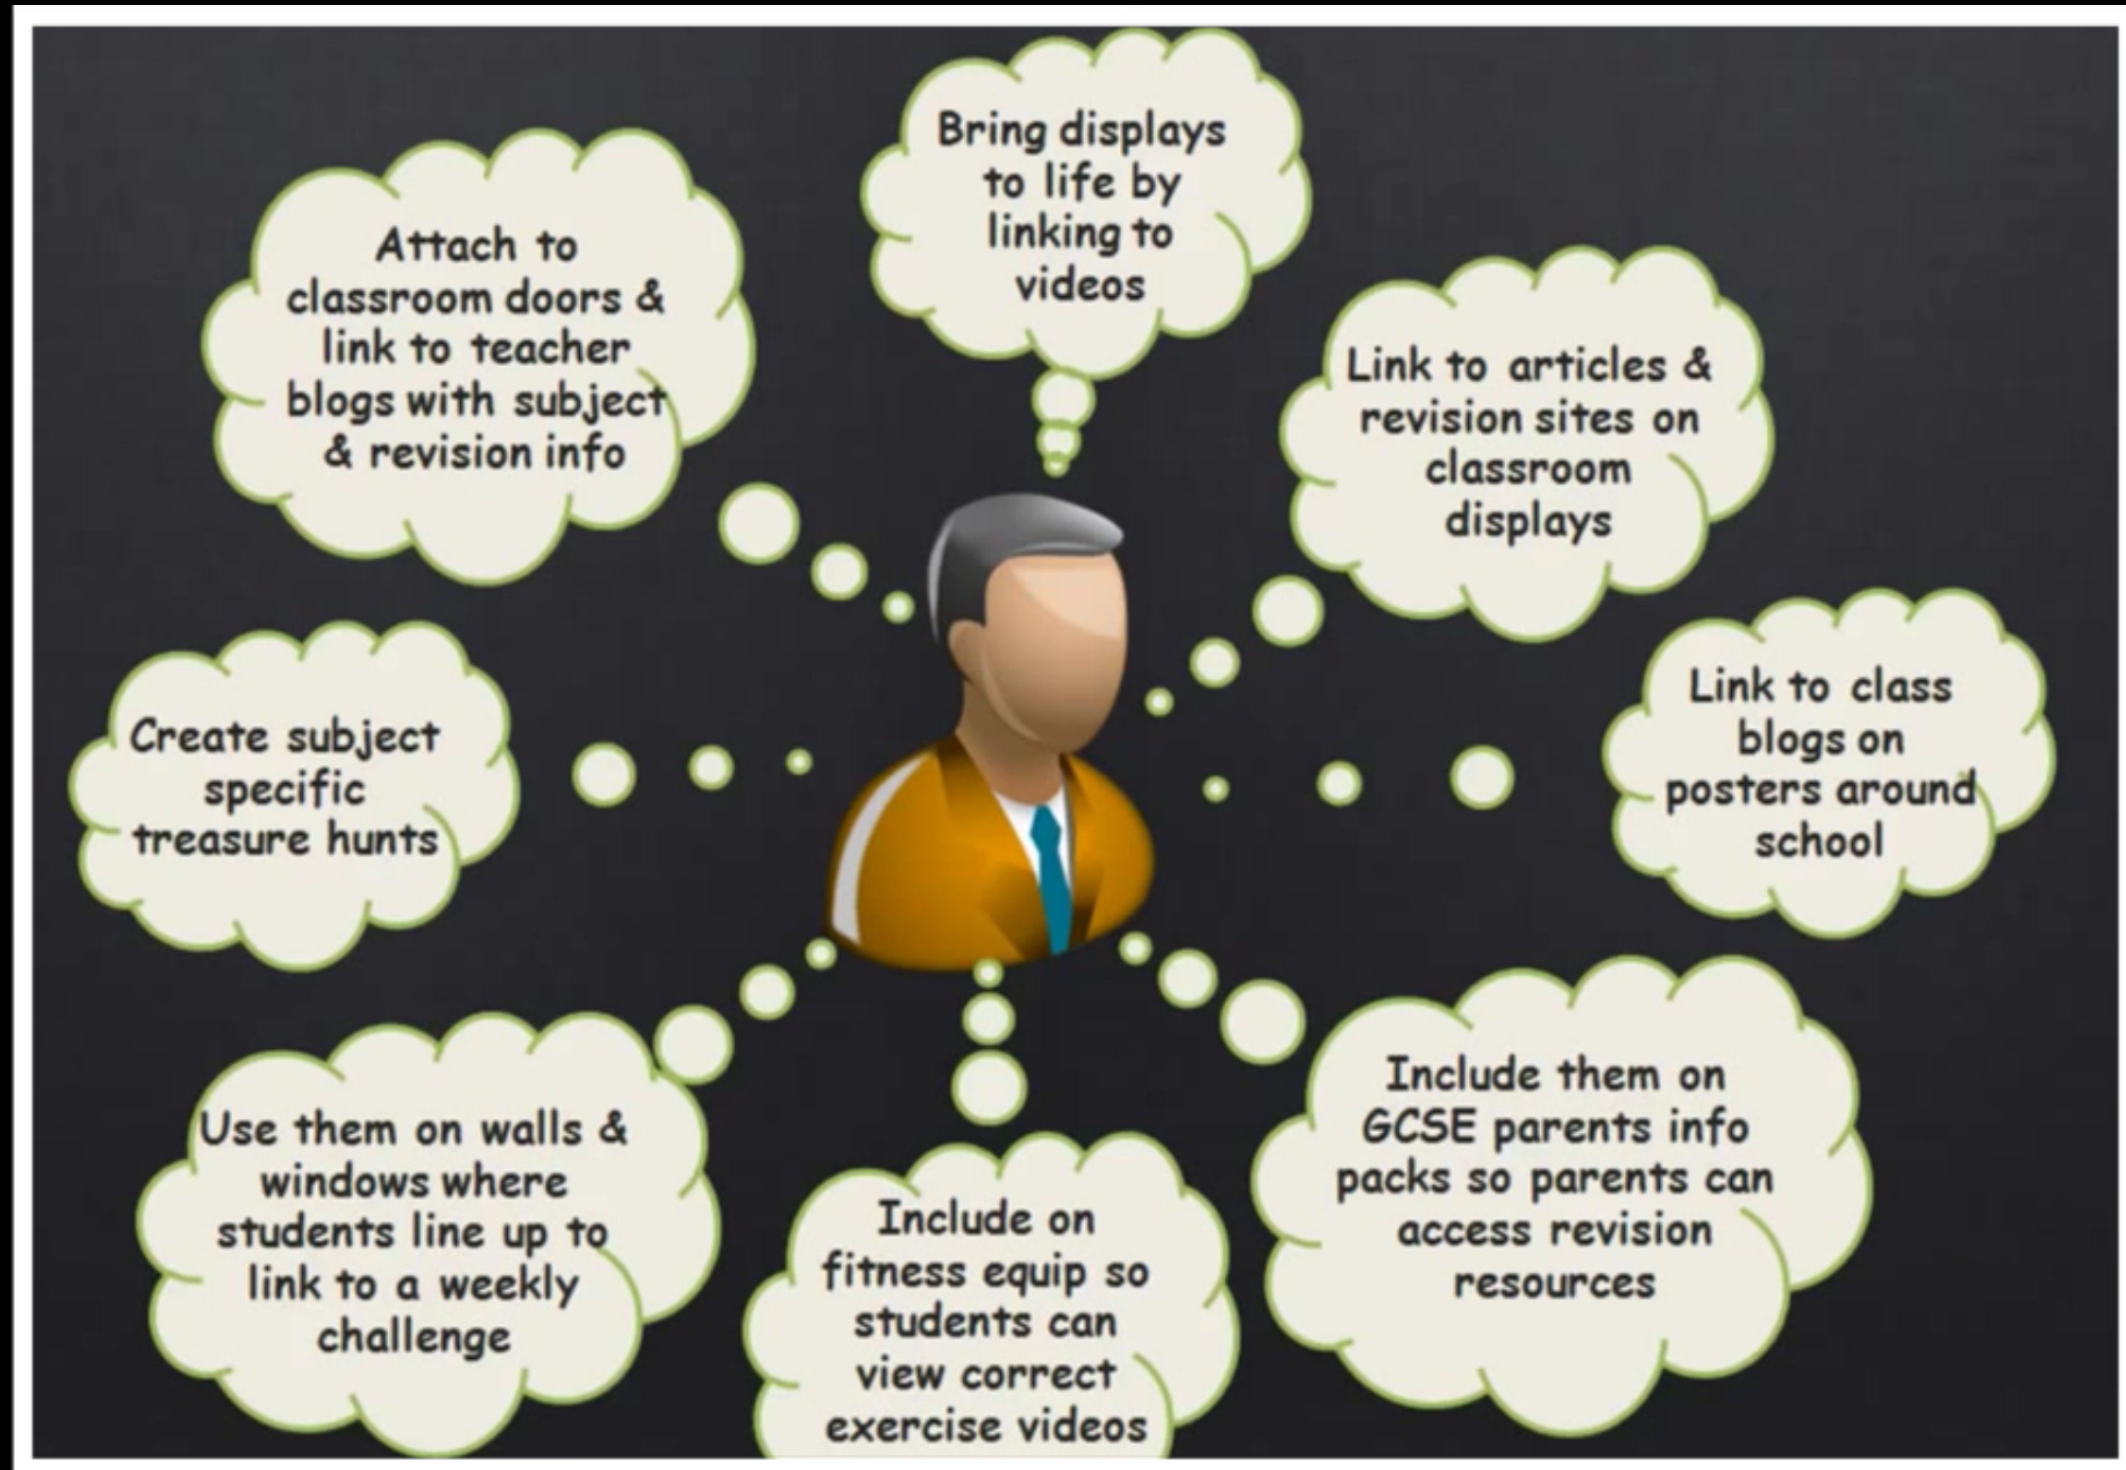 Bring displays
to life by
linking to
videos
Attach to
classroom doors &
link to teacher
blogs with subject
& revision info
Link to articles &
revision sites on
classroom
displays
Create subject
specific
treasure hunts
Link to class
blogs on
posters around
school
Use them on walls &
windows where
students line up to
link to a weekly
challenge
Include on
fitness equip so
students can
view correct
exercise videos
Include them on
GCSE parents info
packs so parents can
access revision
resources